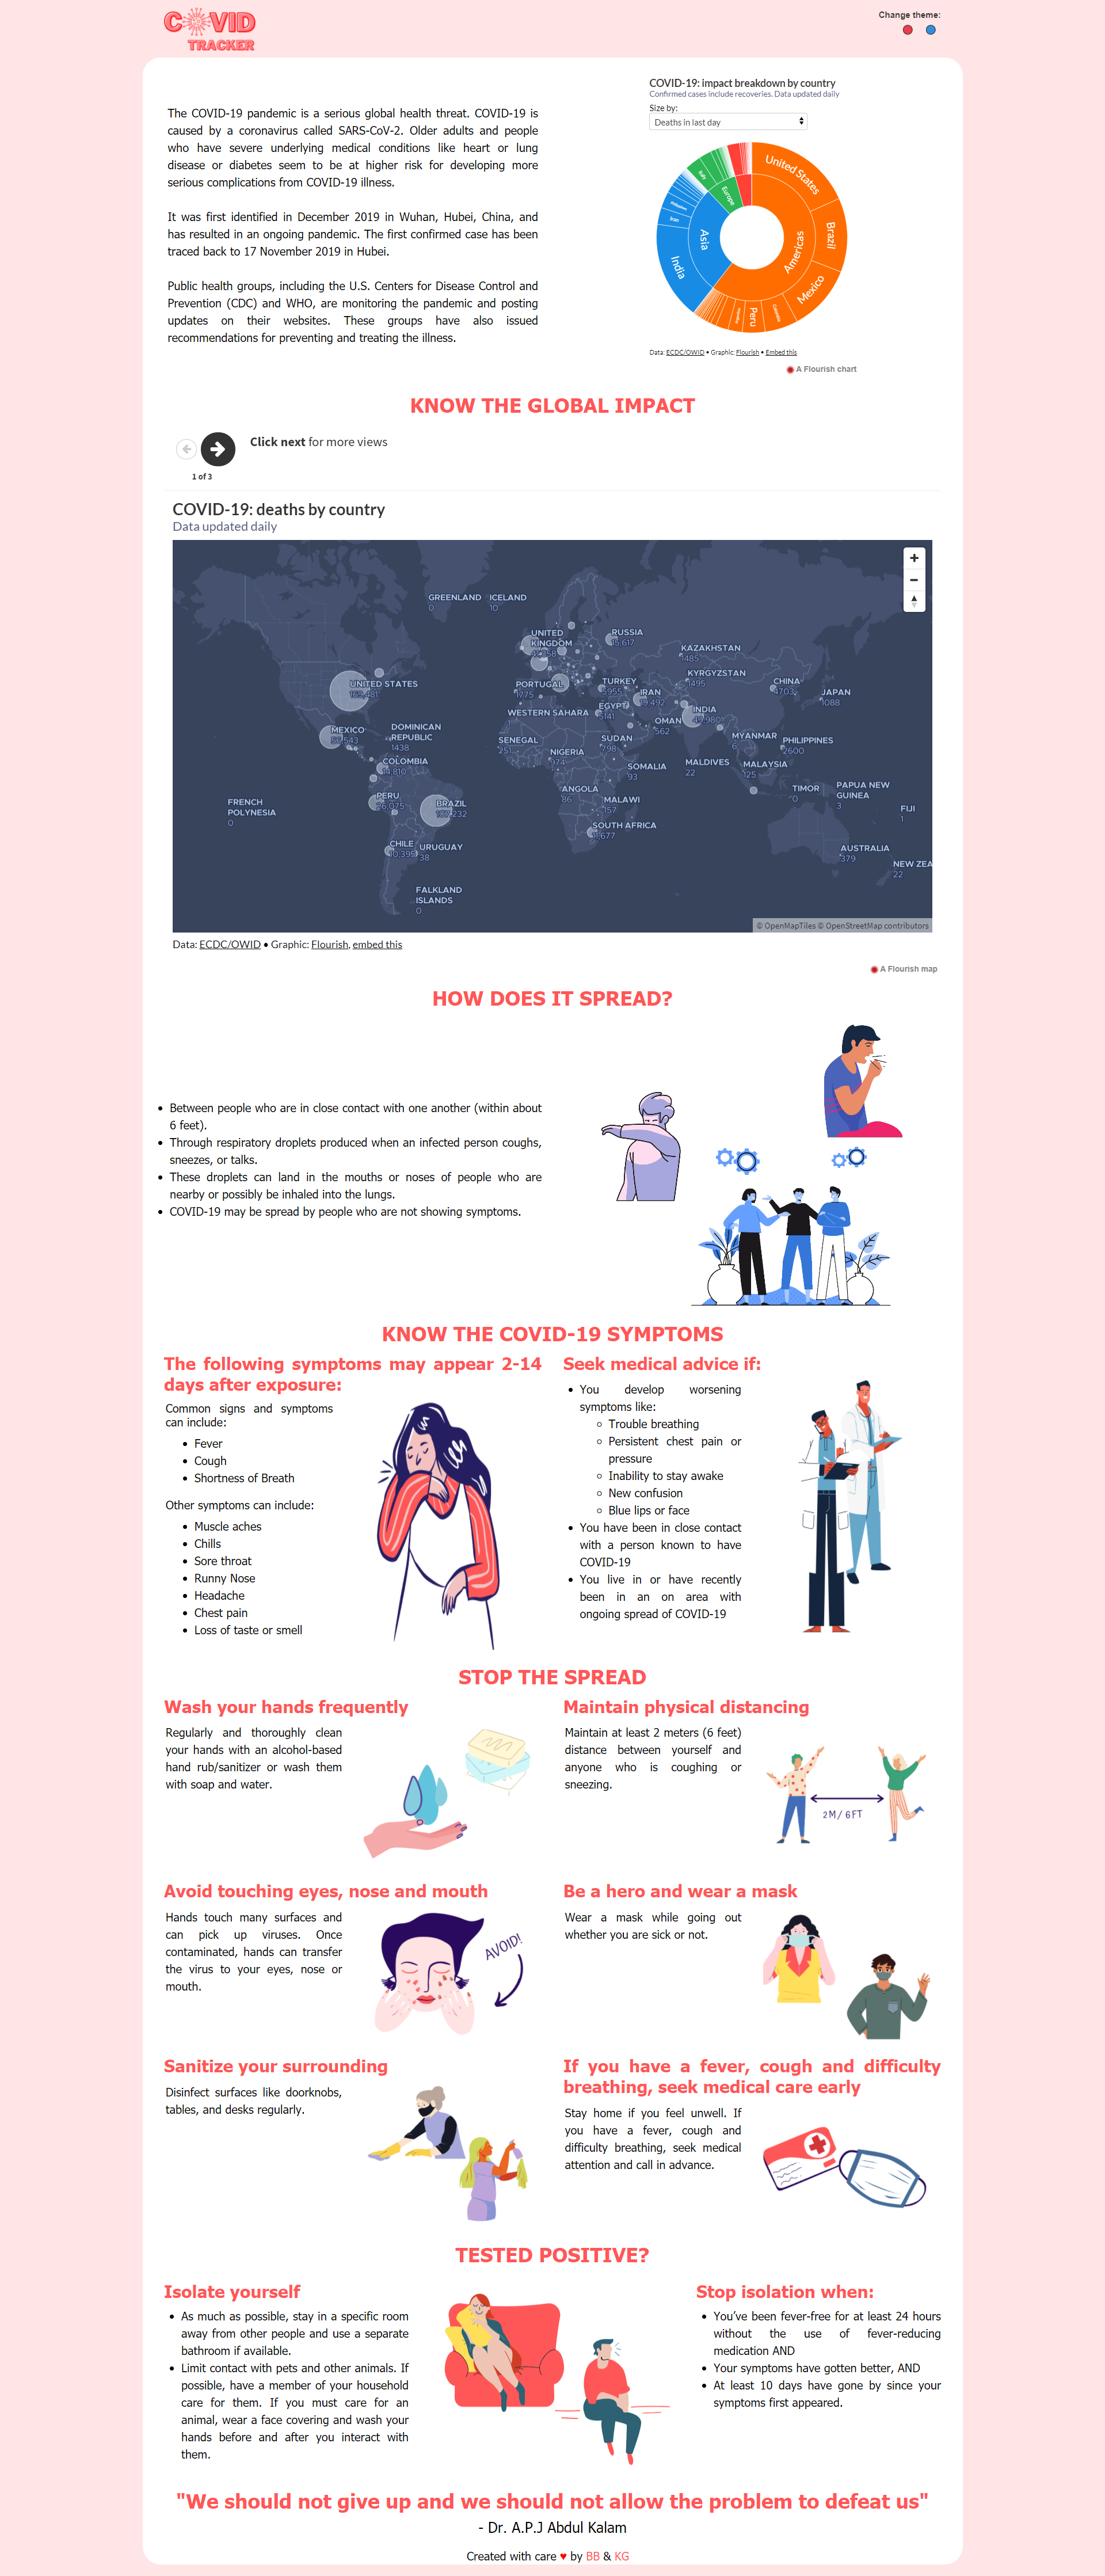 COVID
TRACKER
Change theme:
The COVID-19 pandemic is a serious global health threat. COVID-19 is
caused by a coronavirus called SARS-CoV-2. Older adults and people
who have severe underlying medical conditions like heart or lung
disease or diabetes seem to be at higher risk for developing more
serious complications from COVID-19 illness.
It was first identified in December 2019 in Wuhan, Hubei, China, and
has resulted in an ongoing pandemic. The first confirmed case has been
traced back to 17 November 2019 in Hubei.
Public health groups, including the U.S. Centers for Disease Control and
Prevention (CDC) and WHO, are monitoring the pandemic and posting
updates on their websites. These groups have also issued
recommendations for preventing and treating the illness.
COVID-19: impact breakdown by country
Confirmed cases include recoveries. Data updated daily
Size by:
Deaths in last day
United States
Brazil
Mexico
Colombia
Peru
Americas
India
Asia
Iran
Europe
Italy
Data: ECDC/OWID • Graphic: Flourish • Embed this
A Flourish chart
KNOW THE GLOBAL IMPACT
Click next for more views
1 of 3
COVID-19: deaths by country
Data updated daily
GREENLAND
0
ICELAND
10
UNITED
KINGDOM
RUSSIA
15,617
KAZAKHSTAN
1485
KYRGYZSTAN
1495
CHINA
4703
JAPAN
1088
UNITED STATES
PORTUGAL
1775
TURKEY
5955
IRAN
19,492
WESTERN SAHARA
1
EGYPT
5141
OMAN
562
INDIA
MEXICO
DOMINICAN
REPUBLIC
1438
SENEGAL
251
NIGERIA
974
SUDAN
798
MYANMAR
6
PHILIPPINES
2600
COLOMBIA
14,810
SOMALIA
93
MALDIVES
22
MALAYSIA
125
ANGOLA
86
MALAWI
157
TIMOR
0
PAPUA NEW
GUINEA
3
FRENCH
POLYNESIA
0
PERU
BRAZIL
FIJI
1
SOUTH AFRICA
CHILE
10,395
URUGUAY
38
AUSTRALIA
379
NEW ZEA
22
FALKLAND
ISLANDS
0
© OpenMapTiles © OpenStreetMap contributors
Data: ECDC/OWID • Graphic: Flourish, embed this
A Flourish map
HOW DOES IT SPREAD?
• Between people who are in close contact with one another (within about
6 feet).
• Through respiratory droplets produced when an infected person coughs,
sneezes, or talks.
• These droplets can land in the mouths or noses of people who are
nearby or possibly be inhaled into the lungs.
• COVID-19 may be spread by people who are not showing symptoms.
KNOW THE COVID-19 SYMPTOMS
The following symptoms may appear 2-14
days after exposure:
Common signs and symptoms
can include:
• Fever
• Cough
• Shortness of Breath
Other symptoms can include:
• Muscle aches
• Chills
• Sore throat
• Runny Nose
• Headache
• Chest pain
• Loss of taste or smell
Seek medical advice if:
• You develop worsening
symptoms like:
Trouble breathing
Persistent chest pain or
pressure
Inability to stay awake
New confusion
Blue lips or face
• You have been in close contact
with a person known to have
COVID-19
• You live in or have recently
been in an on area with
ongoing spread of COVID-19
STOP THE SPREAD
Wash your hands frequently
Regularly and thoroughly clean
your hands with an alcohol-based
hand rub/sanitizer or wash them
with soap and water.
Maintain physical distancing
Maintain at least 2 meters (6 feet)
distance between yourself and
anyone who is coughing or
sneezing.
2M/ 6FT
Avoid touching eyes, nose and mouth
Hands touch many surfaces and
can pick up viruses. Once
contaminated, hands can transfer
the virus to your eyes, nose or
mouth.
AVOID!
Be a hero and wear a mask
Wear a mask while going out
whether you are sick or not.
Sanitize your surrounding
Disinfect surfaces like doorknobs,
tables, and desks regularly.
If you have a fever, cough and difficulty
breathing, seek medical care early
Stay home if you feel unwell. If
you have a fever, cough and
difficulty breathing, seek medical
attention and call in advance.
TESTED POSITIVE?
Isolate yourself
• As much as possible, stay in a specific room
away from other people and use a separate
bathroom if available.
• Limit contact with pets and other animals. If
possible, have a member of your household
care for them. If you must care for an
animal, wear a face covering and wash your
hands before and after you interact with
them.
Stop isolation when:
• You've been fever-free for at least 24 hours
without the use of fever-reducing
medication AND
• Your symptoms have gotten better, AND
• At least 10 days have gone by since your
symptoms first appeared.
"We should not give up and we should not allow the problem to defeat us"
- Dr. A.P.J Abdul Kalam
Created with care ♥ by BB & KG